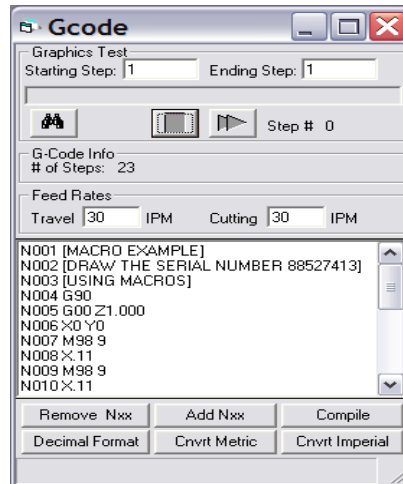 Gcode
Graphics Test
Starting Step: 1 Ending Step: 1
Step # 0
G-Code Info
# of Steps: 23
Feed Rates
Travel 30 IPM Cutting 30 IPM
N001 [MACRO EXAMPLE]
N002 [DRAW THE SERIAL NUMBER 88527413]
N003 [USING MACROS]
N004 G90
N005 G00 Z1.000
N006 X0 Y0
N007 M98 9
N008 X.11
N009 M98 9
N010 X.11
Remove Nxx Add Nxx Compile
Decimal Format Cnvrt Metric Cnvrt Imperial